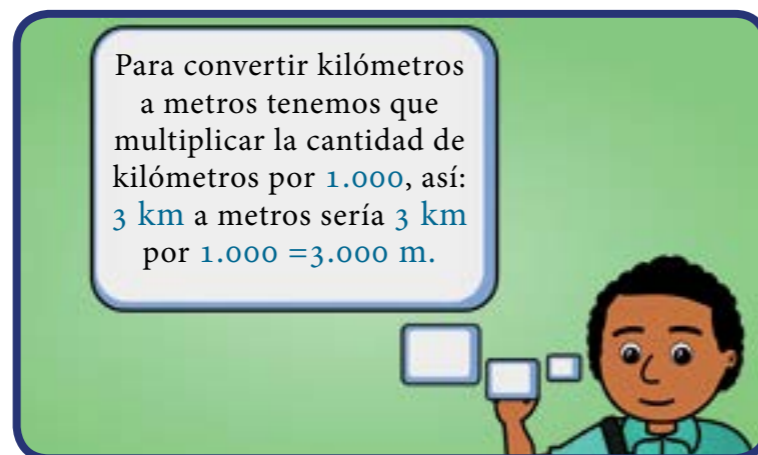 Para convertir kilómetros
a metros tenemos que
multiplicar la cantidad de
kilómetros por 1.000, así:
3 km a metros sería 3 km
por 1.000 =3.000 m.